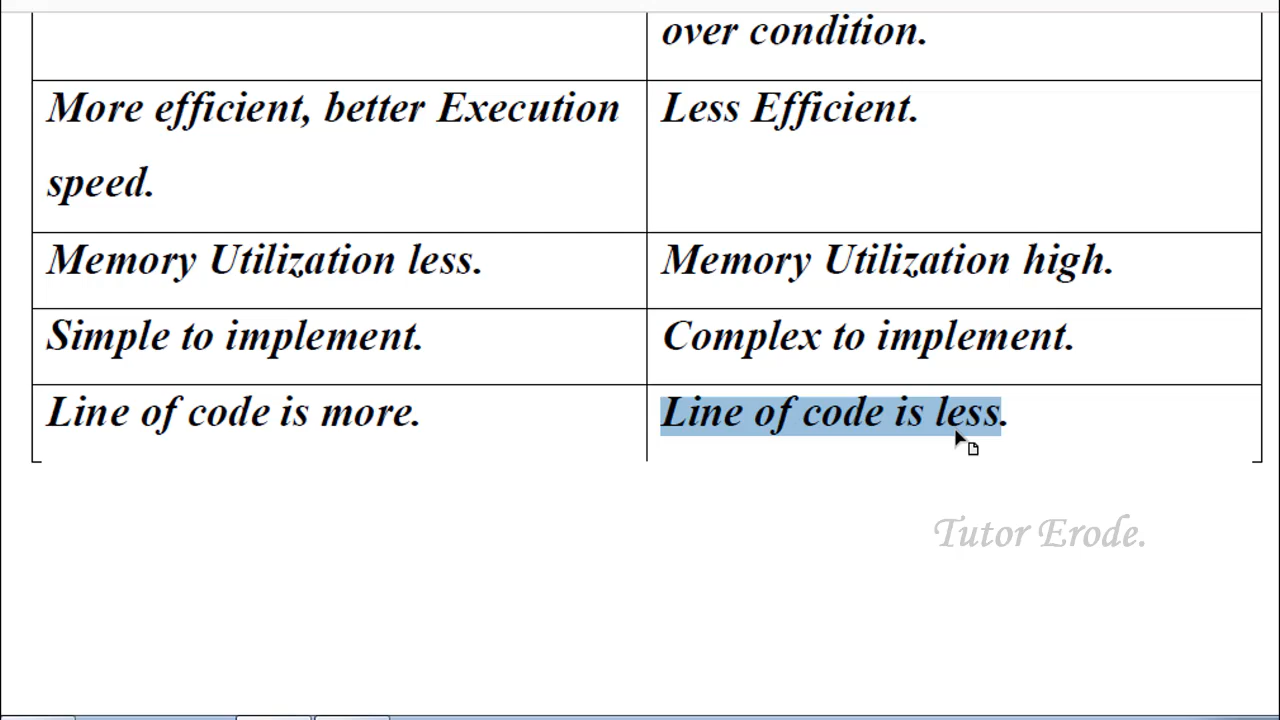 over condition.
More efficient, better Execution
speed.
Less Efficient.
Memory Utilization less.
Memory Utilization high.
Simple to implement.
Complex to implement.
Line of code is more.
Line of code is less.
Tutor Erode.